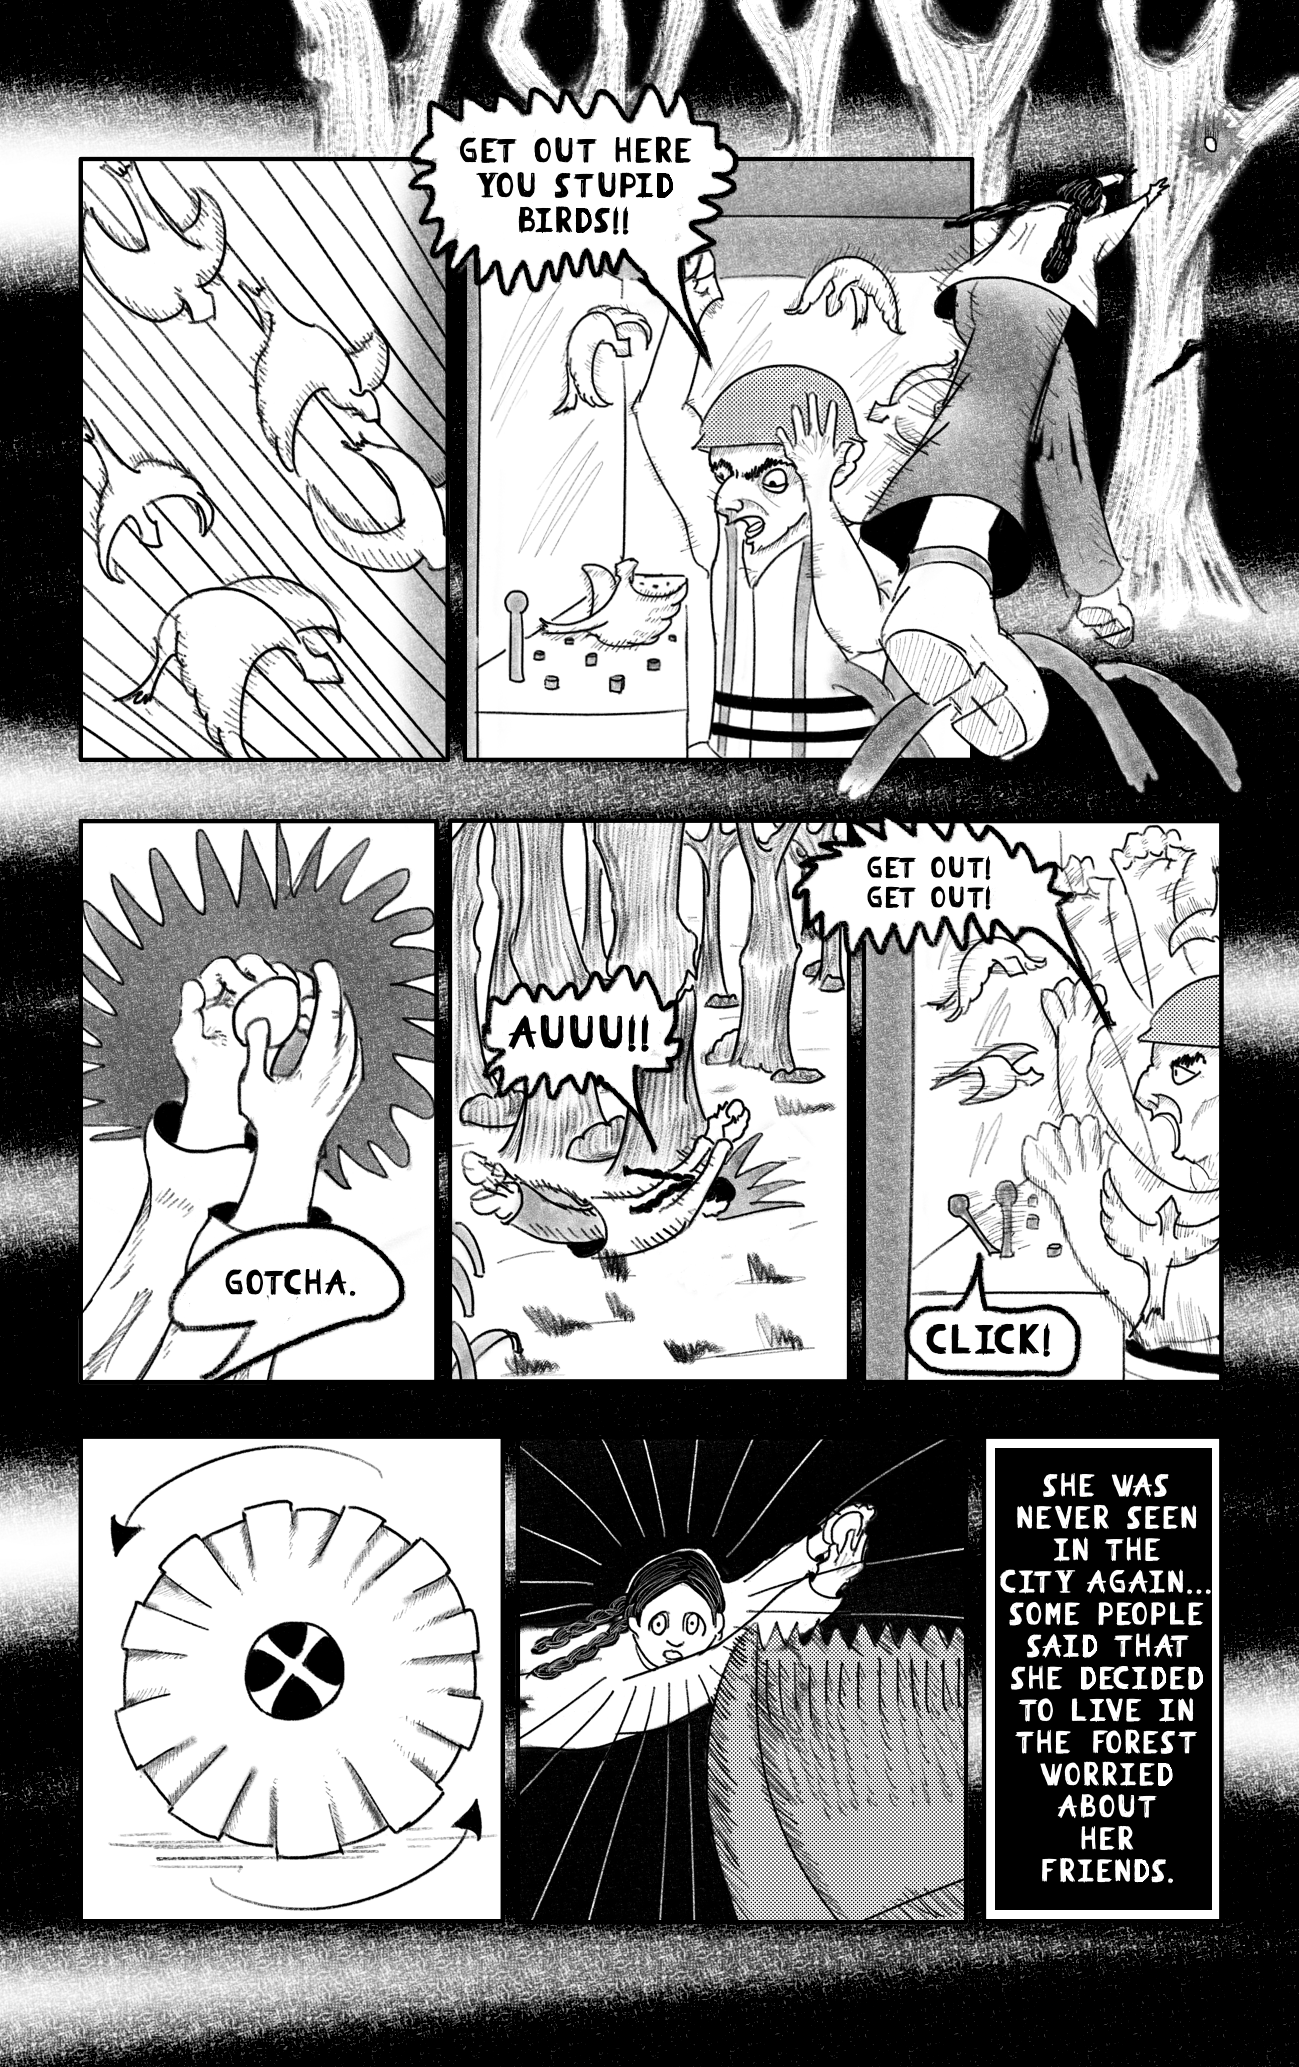 GET OUT HERE
YOU STUPID
BIRDS!!
GOTCHA.
AUUU!!
GET OUT!
GET OUT!
CLICK!
SHE WAS
NEVER SEEN
IN THE
CITY AGAIN...
SOME PEOPLE
SAID THAT
SHE DECIDED
TO LIVE IN
THE FOREST
WORRIED
ABOUT
HER
FRIENDS.